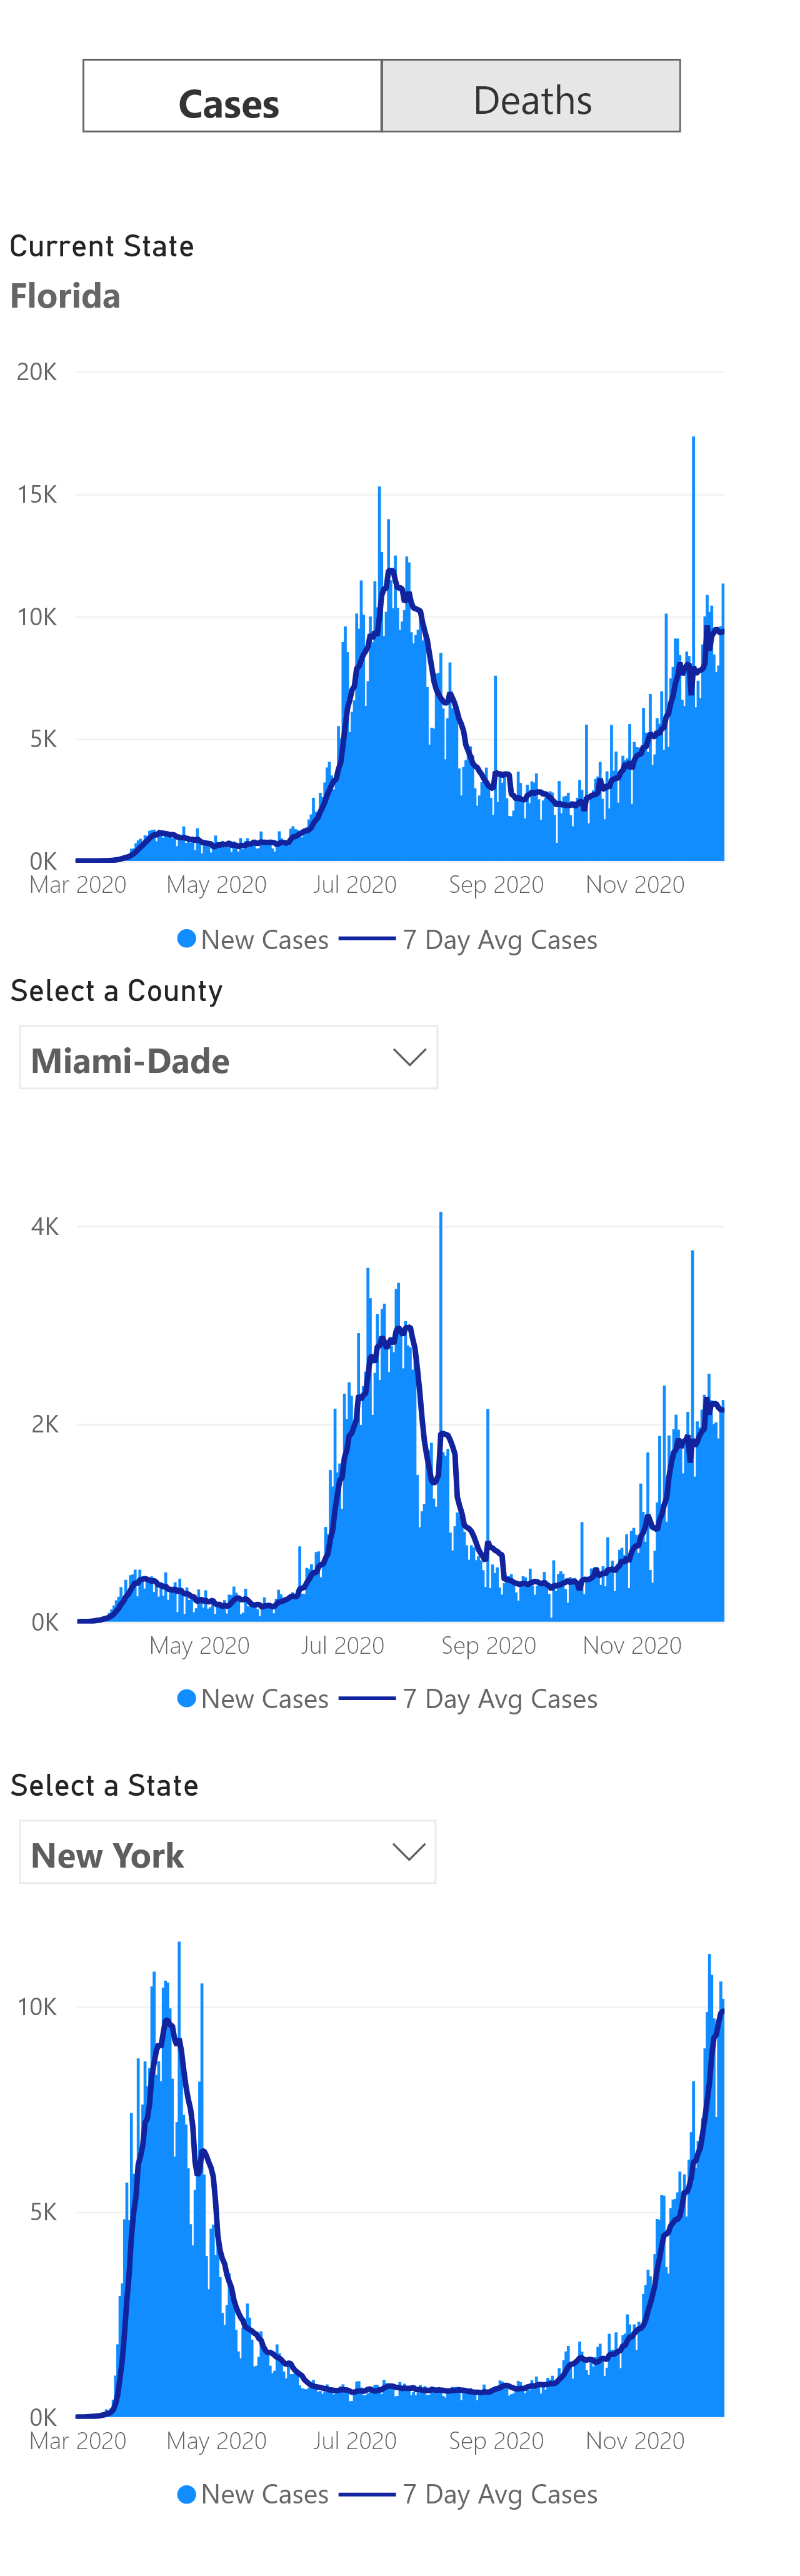 Cases Deaths
Current State
Florida
20K
15K
10K
5K
0K
Mar 2020 May 2020 Jul 2020 Sep 2020 Nov 2020
New Cases 7 Day Avg Cases
Select a County
Miami-Dade
4K
2K
0K
May 2020 Jul 2020 Sep 2020 Nov 2020
New Cases 7 Day Avg Cases
Select a State
New York
10K
5K
0K
Mar 2020 May 2020 Jul 2020 Sep 2020 Nov 2020
New Cases 7 Day Avg Cases